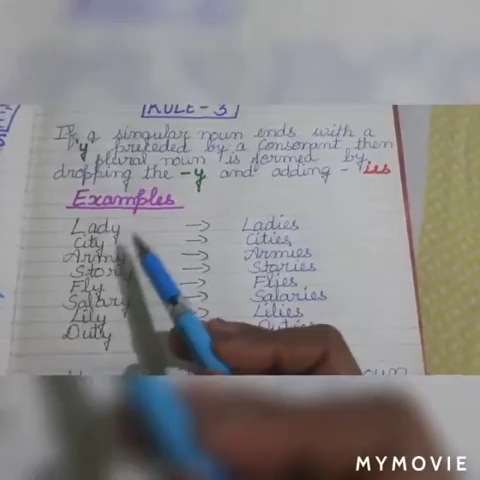 RULE - 3
If a singular noun ends with a
'y' preceded by a consonant then
plural noun is formed by
dropping the -y and adding - ies
Examples
Lady → Ladies
City → Cities
Army → Armies
Story → Stories
Fly → Flies
Salary → Salaries
Lily → Lilies
Duty → Duties
MYMOVIE